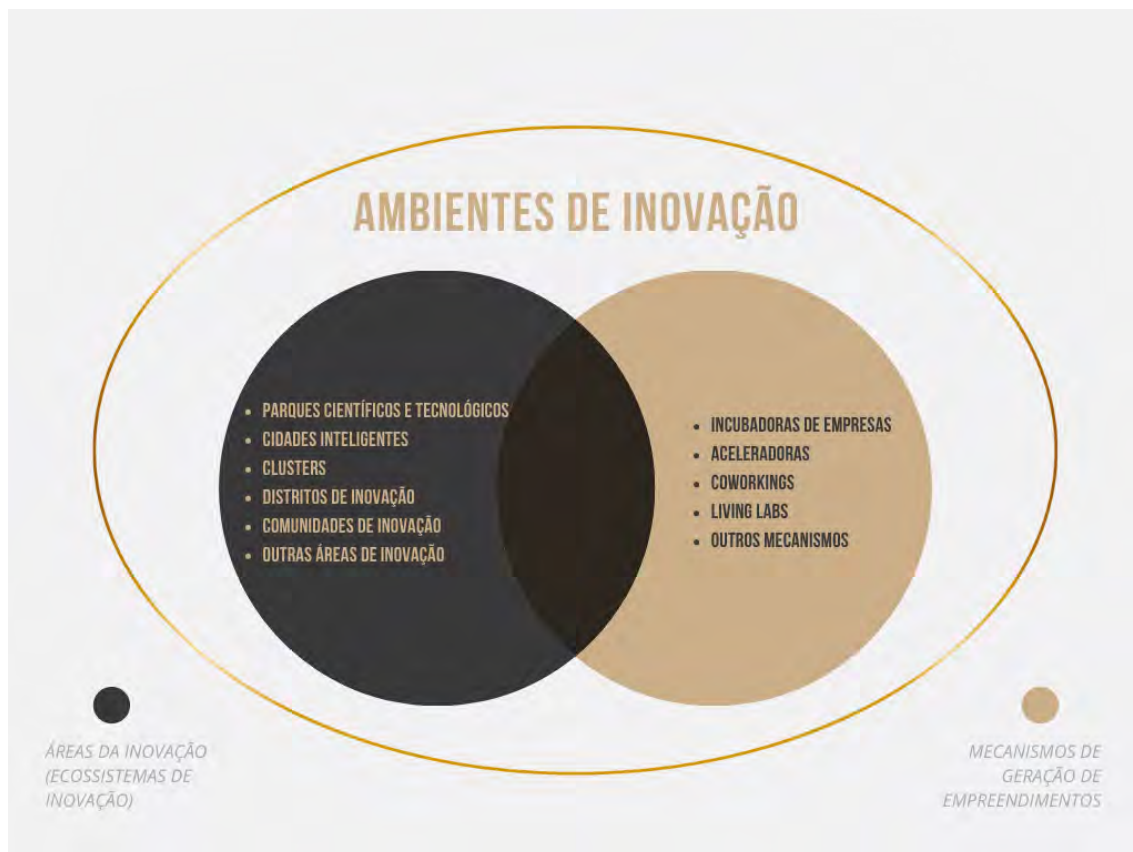 AMBIENTES DE INOVAÇÃO
PARQUES CIENTÍFICOS E TECNOLÓGICOS
CIDADES INTELIGENTES
CLUSTERS
DISTRITOS DE INOVAÇÃO
COMUNIDADES DE INOVAÇÃO
OUTRAS ÁREAS DE INOVAÇÃO
INCUBADORAS DE EMPRESAS
ACELERADORAS
COWORKINGS
LIVING LABS
OUTROS MECANISMOS
ÁREAS DA INOVAÇÃO
(ECOSSISTEMAS DE
INOVAÇÃO)
MECANISMOS DE
GERAÇÃO DE
EMPREENDIMENTOS